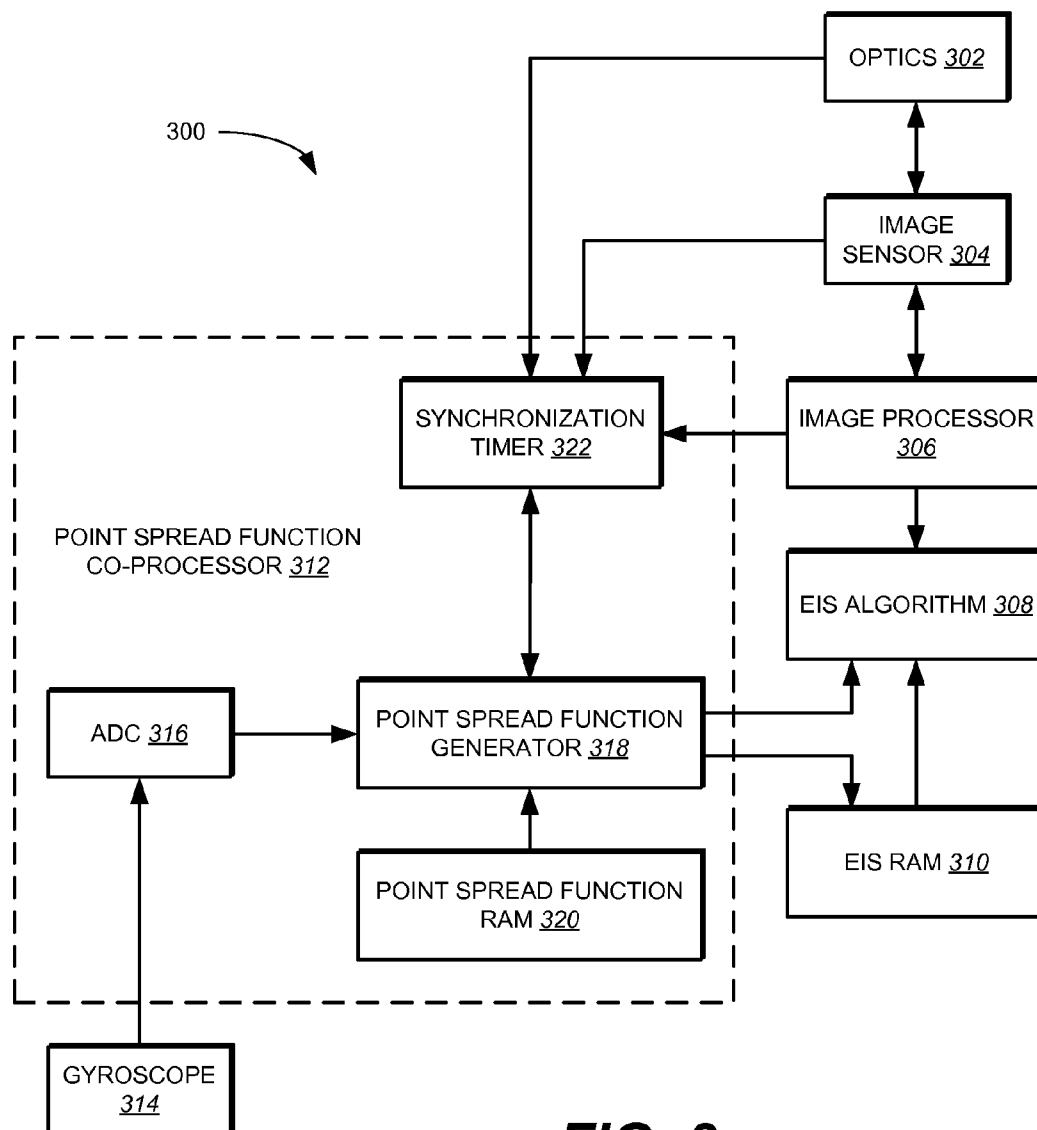 OPTICS 302
300
IMAGE
SENSOR 304
SYNCHRONIZATION
TIMER 322
IMAGE PROCESSOR
306
POINT SPREAD FUNCTION
CO-PROCESSOR 312
EIS ALGORITHM 308
ADC 316
POINT SPREAD FUNCTION
GENERATOR 318
EIS RAM 310
POINT SPREAD FUNCTION
RAM 320
GYROSCOPE
314